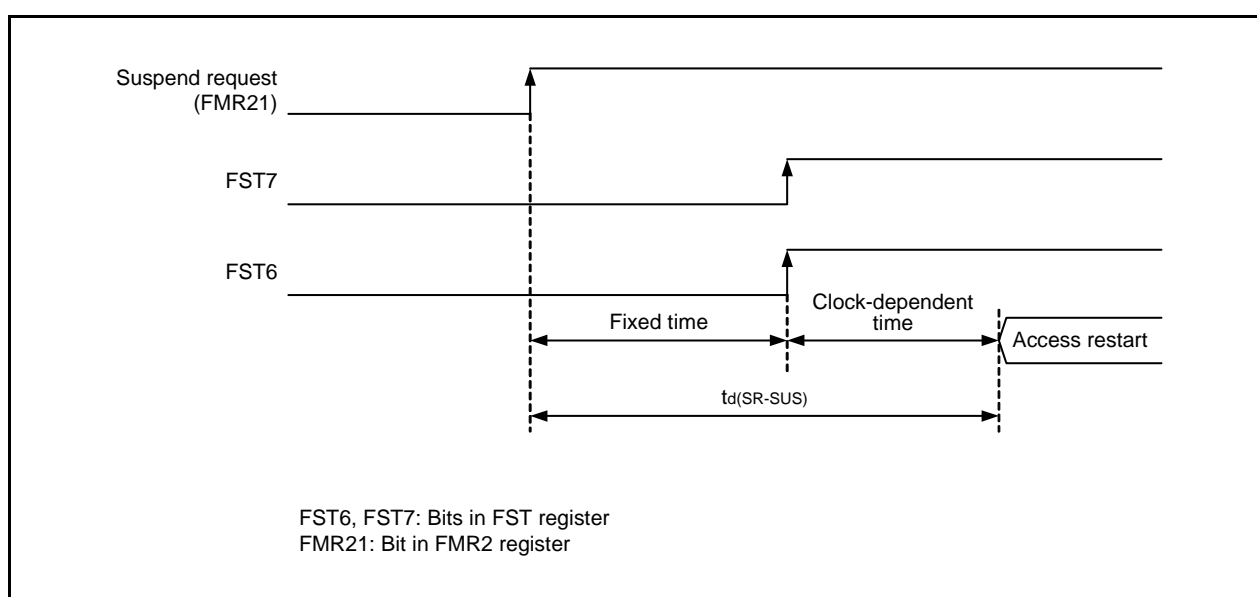 Suspend request
(FMR21)
FST7
FST6
Fixed time
Clock-dependent
time
Access restart
td(SR-SUS)
FST6, FST7: Bits in FST register
FMR21: Bit in FMR2 register